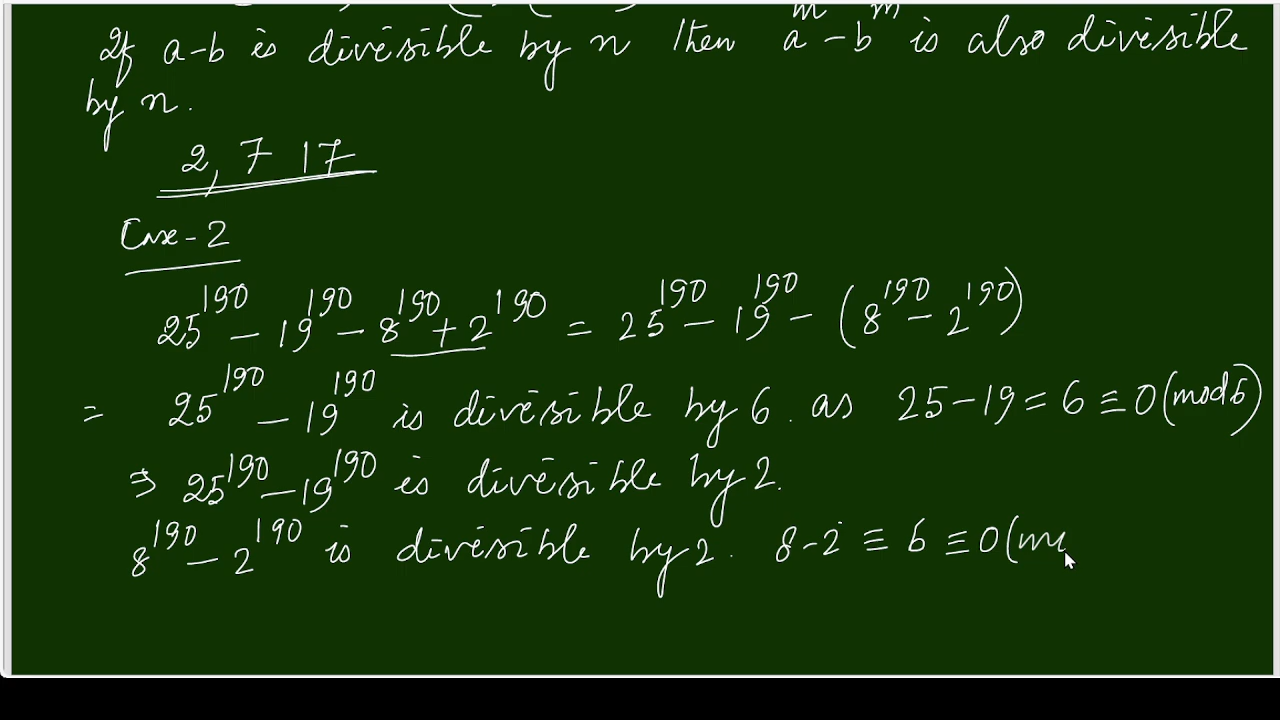 If a-b is divisible by n then a^m - b^m is also divisible
by n.
2, 7 17
Case-2
25^190 - 19^190 - 8^190 + 2^190 = 25^190 - 19^190 - (8^190 - 2^190)
= 25^190 - 19^190 is divisible by 6. as 25-19 = 6 ≡ 0(mod 6)
⇒ 25^190 - 19^190 is divisible by 2.
8^190 - 2^190 is divisible by 2. 8-2 ≡ 6 ≡ 0(mo